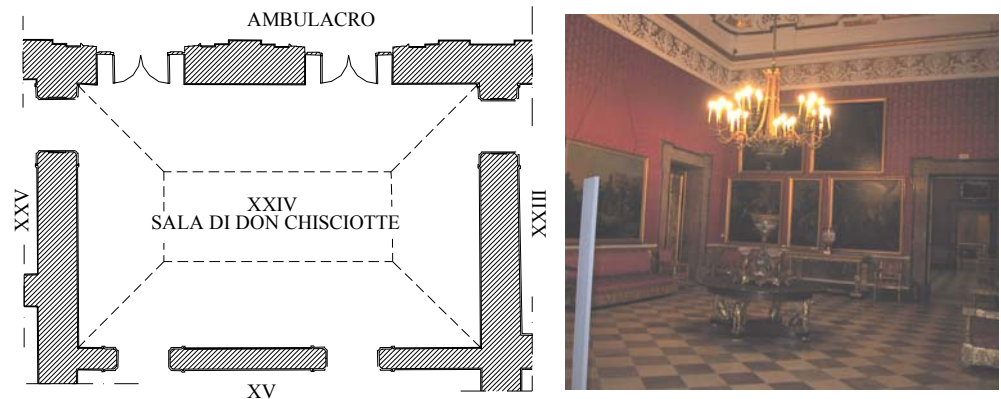 AMBULACRO
XXV
XXIV
SALA DI DON CHISCIOTTE
XXIII
XV